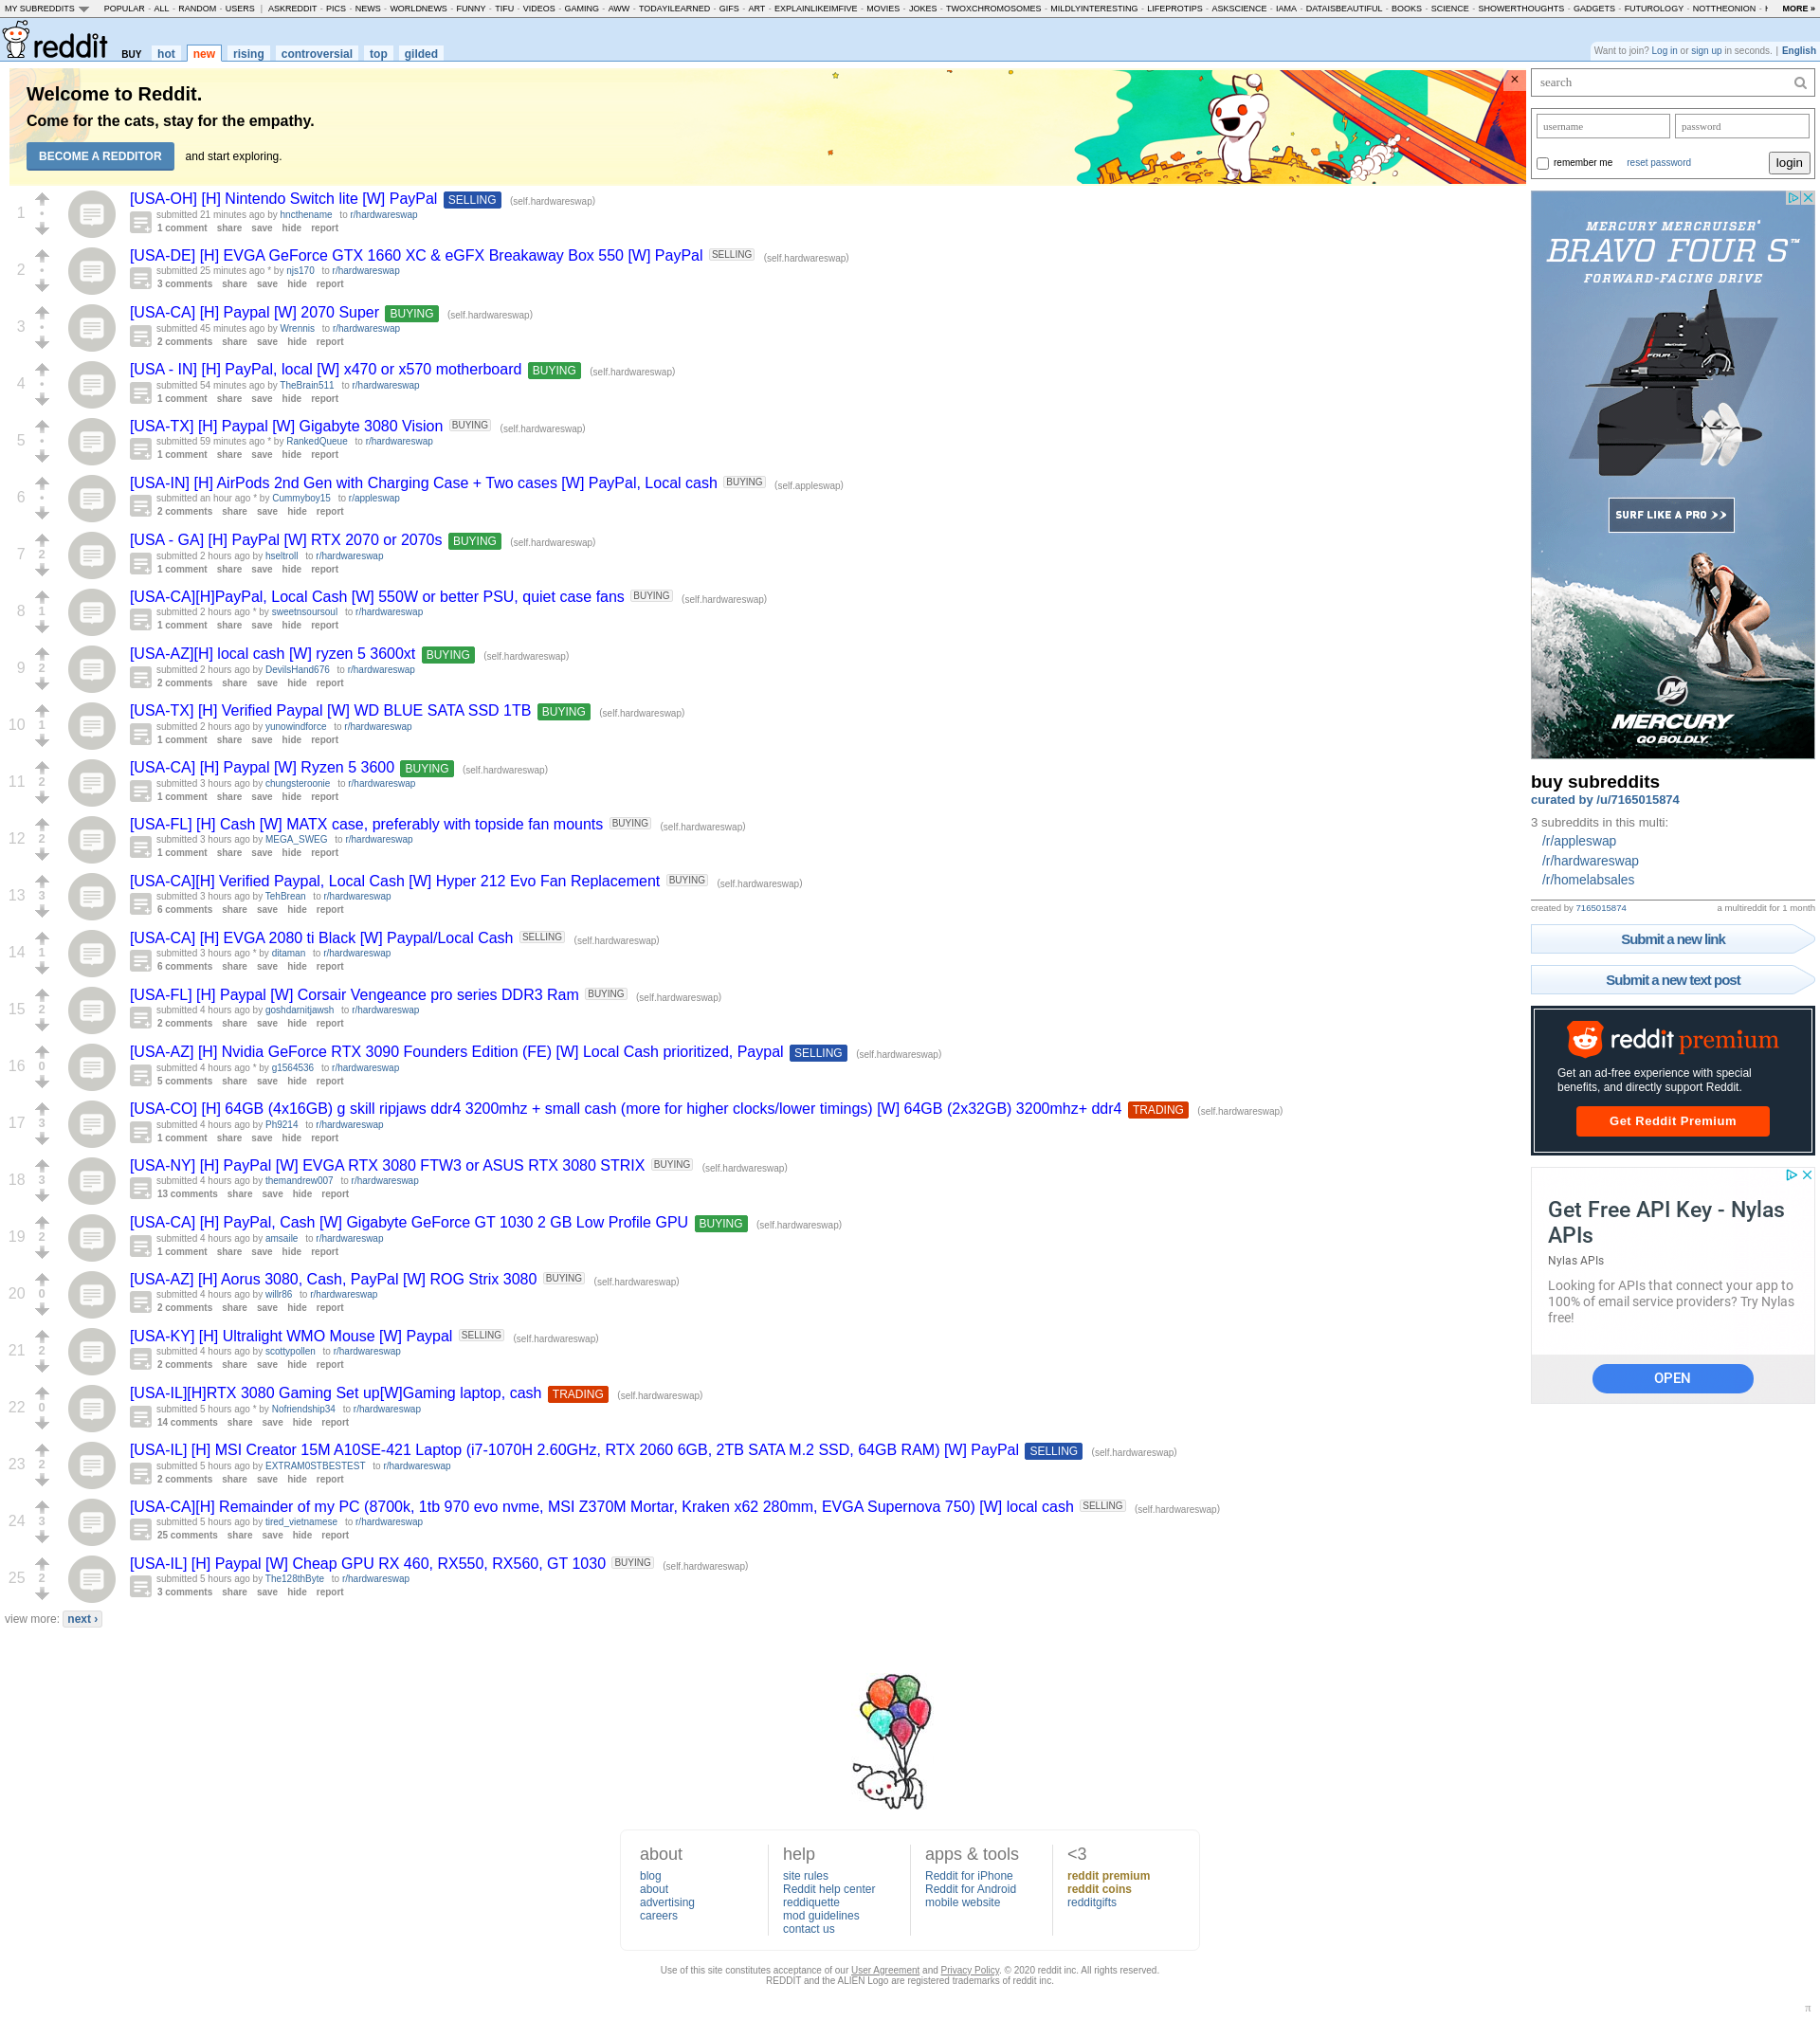 MY SUBREDDITS POPULAR - ALL - RANDOM - USERS | ASKREDDIT - PICS - NEWS - WORLDNEWS - FUNNY - TIFU - VIDEOS - GAMING - AWW - TODAYILEARNED - GIFS - ART - EXPLAINLIKEIMFIVE - MOVIES - JOKES - TWOXCHROMOSOMES - MILDLYINTERESTING - LIFEPROTIPS - ASKSCIENCE - IAMA - DATAISBEAUTIFUL - BOOKS - SCIENCE - SHOWERTHOUGHTS - GADGETS - FUTUROLOGY - NOTTHEONION - MORE »
reddit BUY hot new rising controversial top gilded
Want to join? Log in or sign up in seconds. | English
Welcome to Reddit.
Come for the cats, stay for the empathy.
BECOME A REDDITOR and start exploring.
×
1
[USA-OH] [H] Nintendo Switch lite [W] PayPal SELLING (self.hardwareswap)
submitted 21 minutes ago by hncthename to r/hardwareswap
1 comment share save hide report
2
[USA-DE] [H] EVGA GeForce GTX 1660 XC & eGFX Breakaway Box 550 [W] PayPal SELLING (self.hardwareswap)
submitted 25 minutes ago * by njs170 to r/hardwareswap
3 comments share save hide report
3
[USA-CA] [H] Paypal [W] 2070 Super BUYING (self.hardwareswap)
submitted 45 minutes ago by Wrennis to r/hardwareswap
2 comments share save hide report
4
[USA - IN] [H] PayPal, local [W] x470 or x570 motherboard BUYING (self.hardwareswap)
submitted 54 minutes ago by TheBrain511 to r/hardwareswap
1 comment share save hide report
5
[USA-TX] [H] Paypal [W] Gigabyte 3080 Vision BUYING (self.hardwareswap)
submitted 59 minutes ago * by RankedQueue to r/hardwareswap
1 comment share save hide report
6
[USA-IN] [H] AirPods 2nd Gen with Charging Case + Two cases [W] PayPal, Local cash BUYING (self.appleswap)
submitted an hour ago * by Cummyboy15 to r/appleswap
2 comments share save hide report
7 2
[USA - GA] [H] PayPal [W] RTX 2070 or 2070s BUYING (self.hardwareswap)
submitted 2 hours ago by hseltroll to r/hardwareswap
1 comment share save hide report
8 1
[USA-CA][H]PayPal, Local Cash [W] 550W or better PSU, quiet case fans BUYING (self.hardwareswap)
submitted 2 hours ago * by sweetnsoursoul to r/hardwareswap
1 comment share save hide report
9 2
[USA-AZ][H] local cash [W] ryzen 5 3600xt BUYING (self.hardwareswap)
submitted 2 hours ago by DevilsHand676 to r/hardwareswap
2 comments share save hide report
10 1
[USA-TX] [H] Verified Paypal [W] WD BLUE SATA SSD 1TB BUYING (self.hardwareswap)
submitted 2 hours ago by yunowindforce to r/hardwareswap
1 comment share save hide report
11 2
[USA-CA] [H] Paypal [W] Ryzen 5 3600 BUYING (self.hardwareswap)
submitted 3 hours ago by chungsteroonie to r/hardwareswap
1 comment share save hide report
12 2
[USA-FL] [H] Cash [W] MATX case, preferably with topside fan mounts BUYING (self.hardwareswap)
submitted 3 hours ago by MEGA_SWEG to r/hardwareswap
1 comment share save hide report
13 3
[USA-CA][H] Verified Paypal, Local Cash [W] Hyper 212 Evo Fan Replacement BUYING (self.hardwareswap)
submitted 3 hours ago by TehBrean to r/hardwareswap
6 comments share save hide report
14 1
[USA-CA] [H] EVGA 2080 ti Black [W] Paypal/Local Cash SELLING (self.hardwareswap)
submitted 3 hours ago * by ditaman to r/hardwareswap
6 comments share save hide report
15 2
[USA-FL] [H] Paypal [W] Corsair Vengeance pro series DDR3 Ram BUYING (self.hardwareswap)
submitted 4 hours ago by goshdarnitjawsh to r/hardwareswap
2 comments share save hide report
16 0
[USA-AZ] [H] Nvidia GeForce RTX 3090 Founders Edition (FE) [W] Local Cash prioritized, Paypal SELLING (self.hardwareswap)
submitted 4 hours ago * by g1564536 to r/hardwareswap
5 comments share save hide report
17 3
[USA-CO] [H] 64GB (4x16GB) g skill ripjaws ddr4 3200mhz + small cash (more for higher clocks/lower timings) [W] 64GB (2x32GB) 3200mhz+ ddr4 TRADING (self.hardwareswap)
submitted 4 hours ago by Ph9214 to r/hardwareswap
1 comment share save hide report
18 3
[USA-NY] [H] PayPal [W] EVGA RTX 3080 FTW3 or ASUS RTX 3080 STRIX BUYING (self.hardwareswap)
submitted 4 hours ago by themandrew007 to r/hardwareswap
13 comments share save hide report
19 2
[USA-CA] [H] PayPal, Cash [W] Gigabyte GeForce GT 1030 2 GB Low Profile GPU BUYING (self.hardwareswap)
submitted 4 hours ago by amsaile to r/hardwareswap
1 comment share save hide report
20 0
[USA-AZ] [H] Aorus 3080, Cash, PayPal [W] ROG Strix 3080 BUYING (self.hardwareswap)
submitted 4 hours ago by willr86 to r/hardwareswap
2 comments share save hide report
21 2
[USA-KY] [H] Ultralight WMO Mouse [W] Paypal SELLING (self.hardwareswap)
submitted 4 hours ago by scottypollen to r/hardwareswap
2 comments share save hide report
22 0
[USA-IL][H]RTX 3080 Gaming Set up[W]Gaming laptop, cash TRADING (self.hardwareswap)
submitted 5 hours ago * by Nofriendship34 to r/hardwareswap
14 comments share save hide report
23 2
[USA-IL] [H] MSI Creator 15M A10SE-421 Laptop (i7-1070H 2.60GHz, RTX 2060 6GB, 2TB SATA M.2 SSD, 64GB RAM) [W] PayPal SELLING (self.hardwareswap)
submitted 5 hours ago by EXTRAM0STBESTEST to r/hardwareswap
2 comments share save hide report
24 3
[USA-CA][H] Remainder of my PC (8700k, 1tb 970 evo nvme, MSI Z370M Mortar, Kraken x62 280mm, EVGA Supernova 750) [W] local cash SELLING (self.hardwareswap)
submitted 5 hours ago by tired_vietnamese to r/hardwareswap
25 comments share save hide report
25 2
[USA-IL] [H] Paypal [W] Cheap GPU RX 460, RX550, RX560, GT 1030 BUYING (self.hardwareswap)
submitted 5 hours ago by The128thByte to r/hardwareswap
3 comments share save hide report
view more: next ›
search
username password
remember me reset password login
MERCURY MERCRUISER®
BRAVO FOUR S™
FORWARD-FACING DRIVE
FOUR
SURF LIKE A PRO >>
MERCURY
GO BOLDLY.
buy subreddits
curated by /u/7165015874
3 subreddits in this multi:
/r/appleswap
/r/hardwareswap
/r/homelabsales
created by 7165015874 a multireddit for 1 month
Submit a new link
Submit a new text post
reddit premium
Get an ad-free experience with special
benefits, and directly support Reddit.
Get Reddit Premium
Get Free API Key - Nylas
APIs
Nylas APIs
Looking for APIs that connect your app to
100% of email service providers? Try Nylas
free!
OPEN
about
blog
about
advertising
careers
help
site rules
Reddit help center
reddiquette
mod guidelines
contact us
apps & tools
Reddit for iPhone
Reddit for Android
mobile website
<3
reddit premium
reddit coins
redditgifts
Use of this site constitutes acceptance of our User Agreement and Privacy Policy. © 2020 reddit inc. All rights reserved.
REDDIT and the ALIEN Logo are registered trademarks of reddit inc.
π